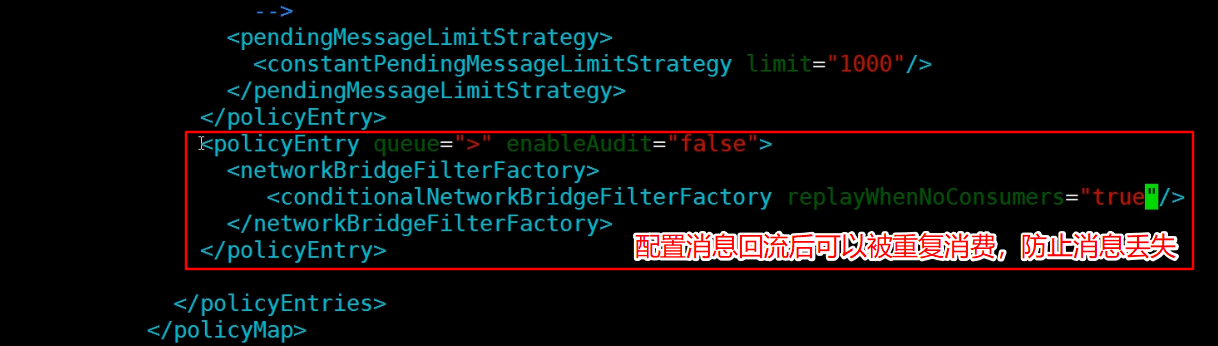 -->
<pendingMessageLimitStrategy>
<constantPendingMessageLimitStrategy limit="1000"/>
</pendingMessageLimitStrategy>
</policyEntry>
<policyEntry queue=">" enableAudit="false">
<networkBridgeFilterFactory>
<conditionalNetworkBridgeFilterFactory replayWhenNoConsumers="true"/>
</networkBridgeFilterFactory>
</policyEntry>
配置消息回流后可以被重复消费，防止消息丢失
</policyEntries>
</policyMap>